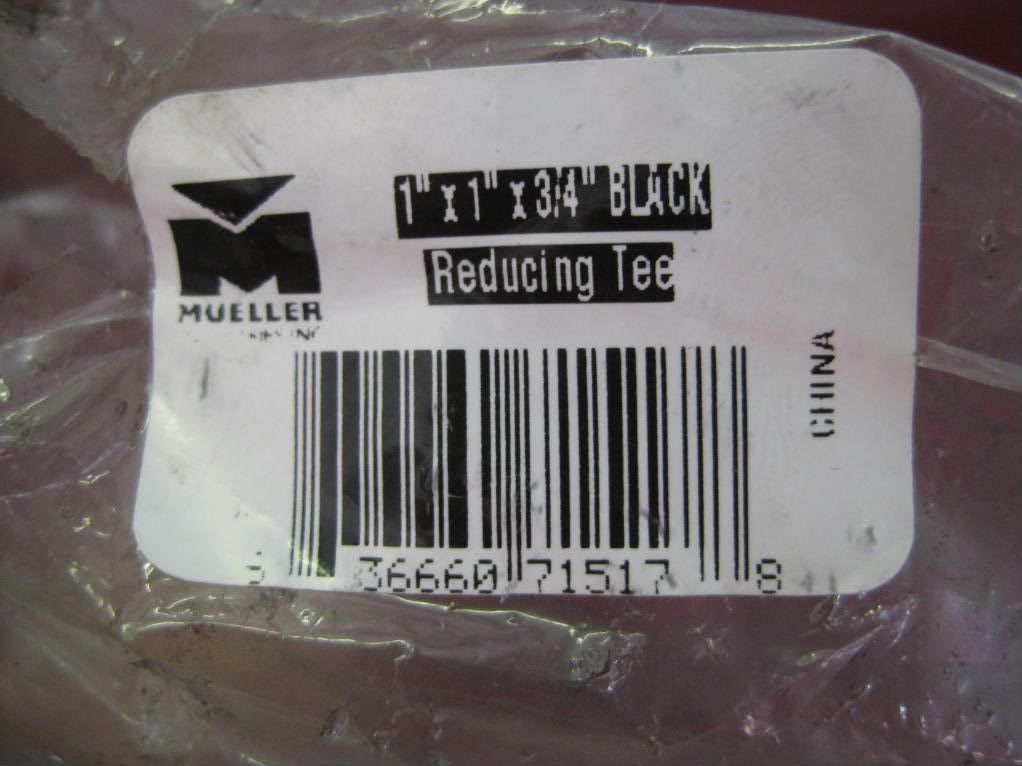 1" x 1" x 3/4" BLACK
Reducing Tee
MUELLER
CHINA
36660 71517 8